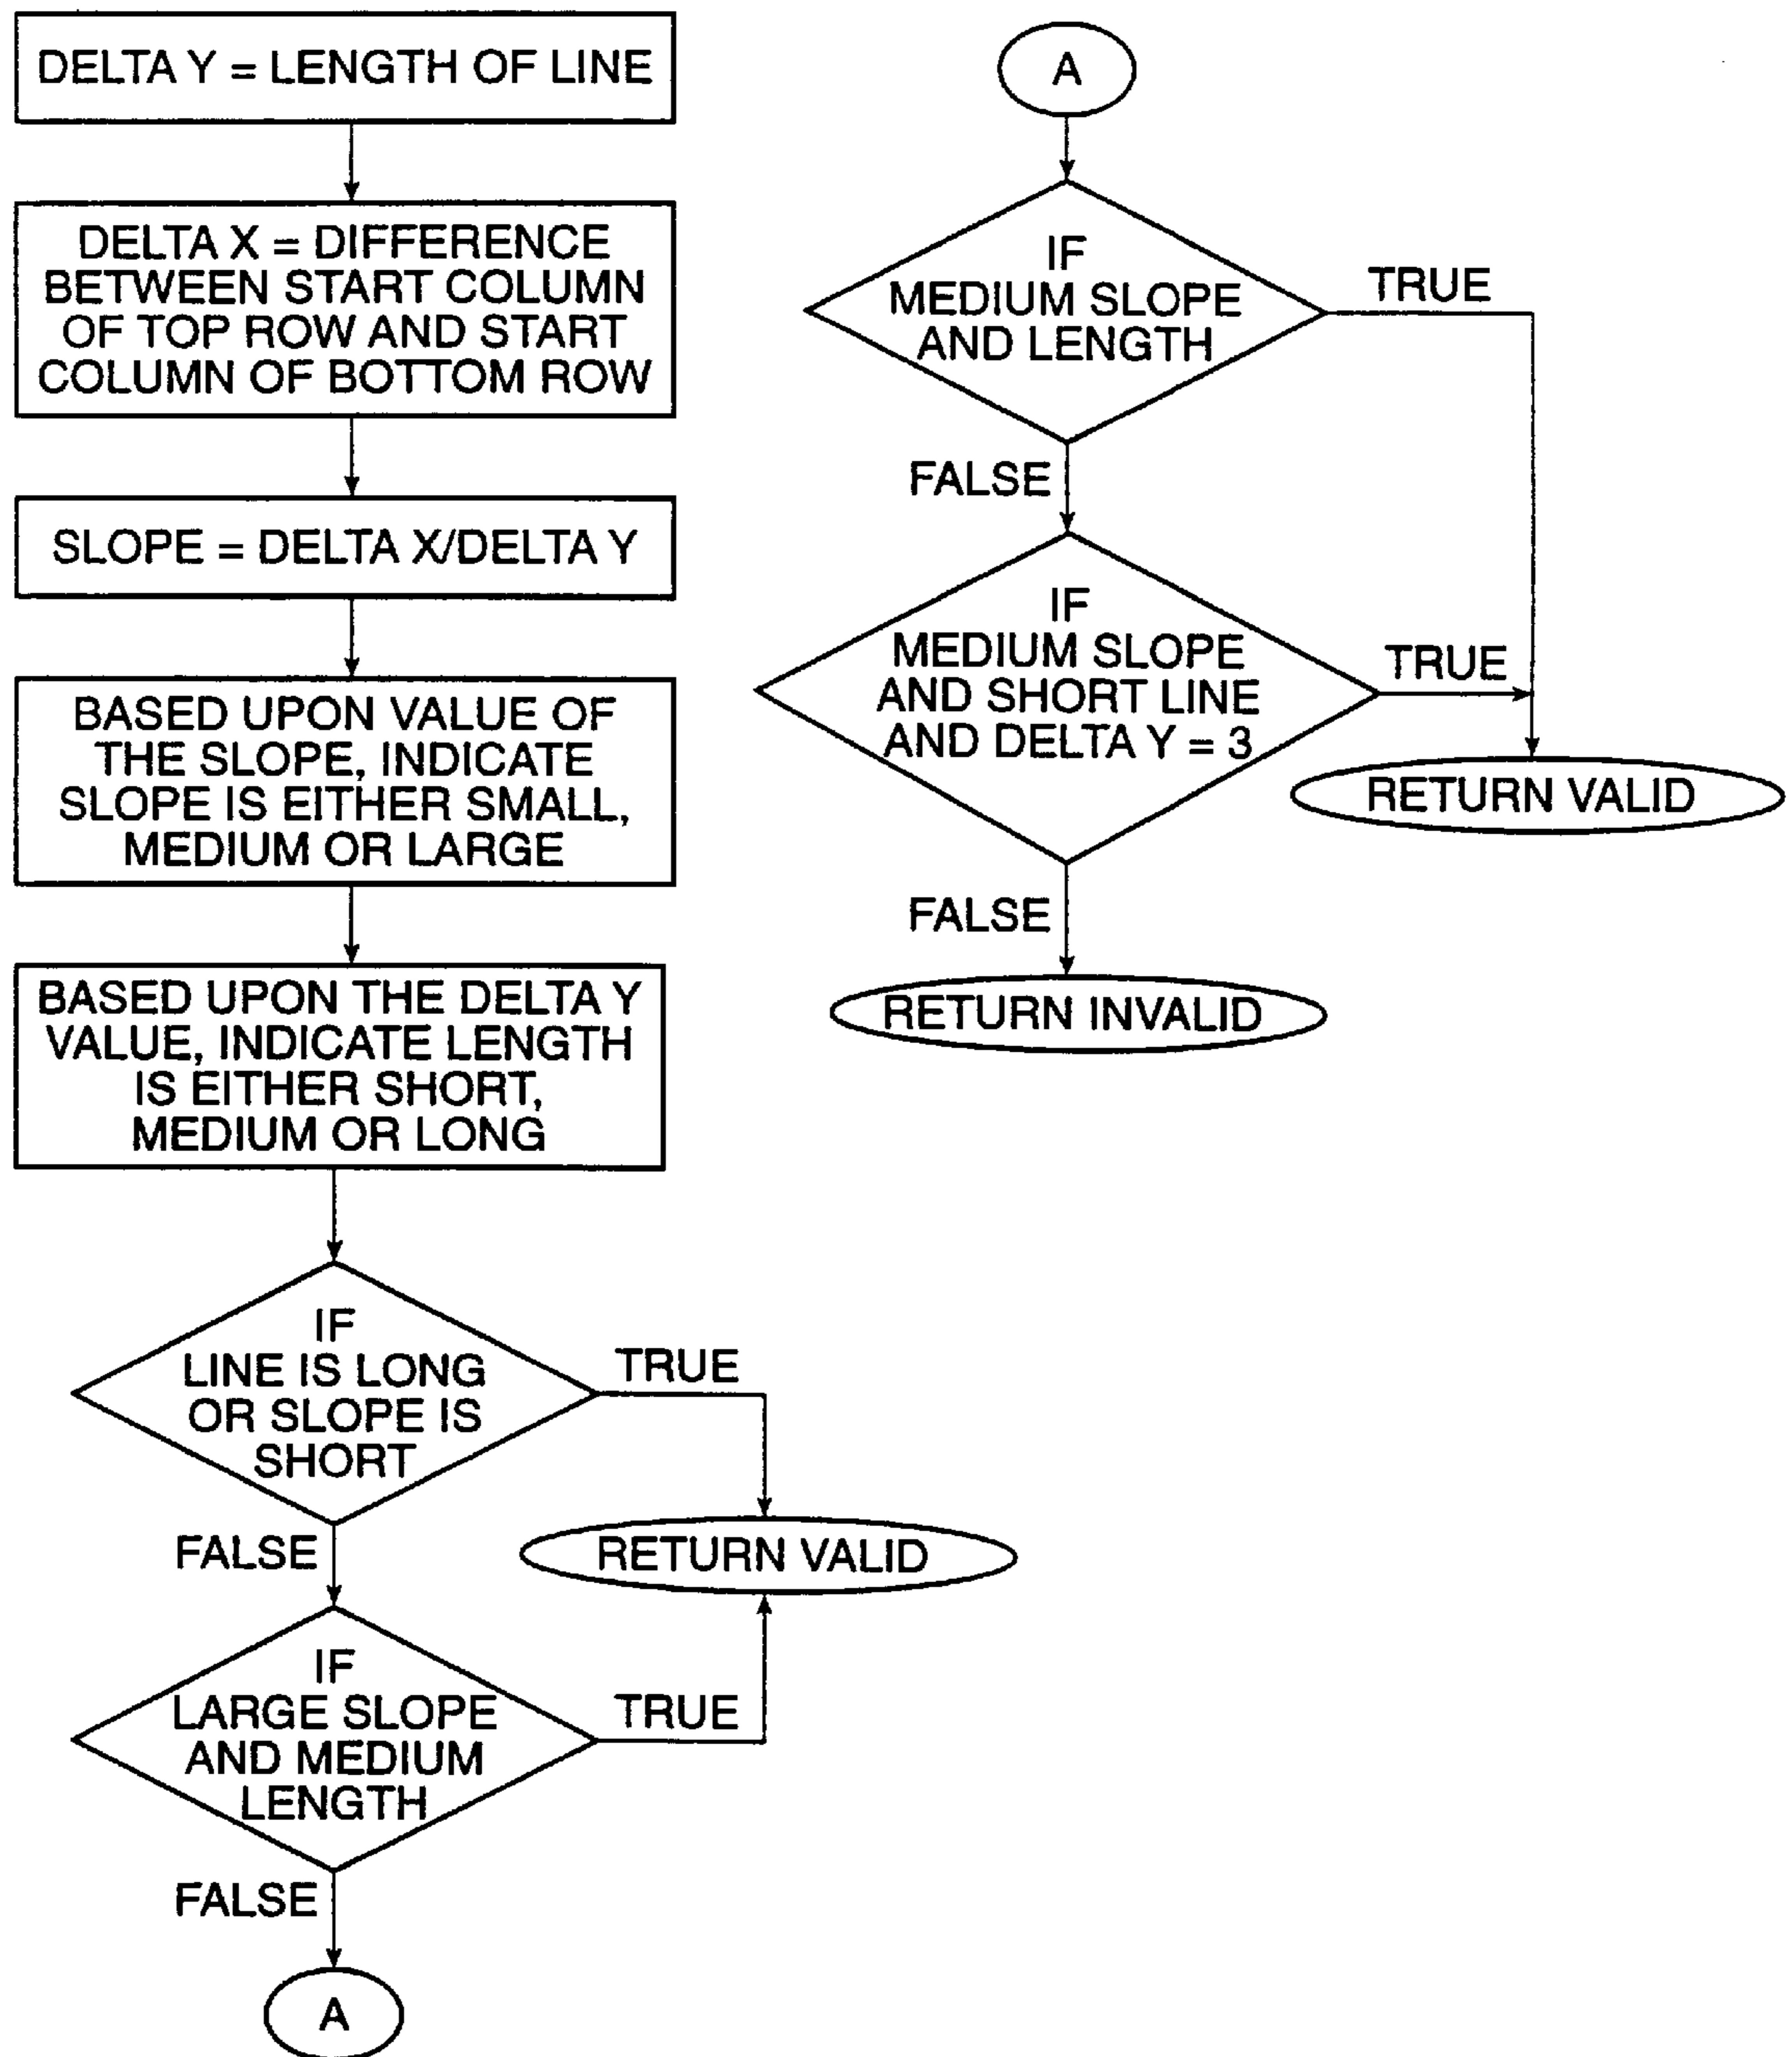 DELTA Y = LENGTH OF LINE
DELTA X = DIFFERENCE
BETWEEN START COLUMN
OF TOP ROW AND START
COLUMN OF BOTTOM ROW
SLOPE = DELTA X/DELTA Y
BASED UPON VALUE OF
THE SLOPE, INDICATE
SLOPE IS EITHER SMALL,
MEDIUM OR LARGE
BASED UPON THE DELTA Y
VALUE, INDICATE LENGTH
IS EITHER SHORT,
MEDIUM OR LONG
IF
LINE IS LONG
OR SLOPE IS
SHORT
TRUE
FALSE
RETURN VALID
IF
LARGE SLOPE
AND MEDIUM
LENGTH
TRUE
FALSE
A
A
IF
MEDIUM SLOPE
AND LENGTH
TRUE
FALSE
IF
MEDIUM SLOPE
AND SHORT LINE
AND DELTA Y = 3
TRUE
RETURN VALID
FALSE
RETURN INVALID